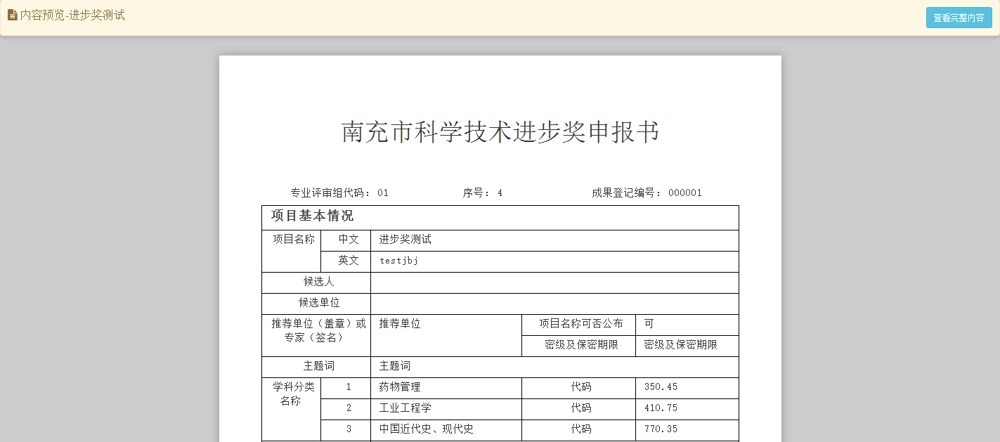 内容预览-进步奖测试
查看完整内容
南充市科学技术进步奖申报书
专业评审组代码: 01 序号: 4 成果登记编号: 000001
项目基本情况
项目名称 中文 进步奖测试
英文 testjbj
候选人
候选单位
推荐单位（盖章）或
专家（签名）
推荐单位 项目名称可否公布 可
密级及保密期限 密级及保密期限
主题词 主题词
学科分类
名称
1 药物管理 代码 350.45
2 工业工程学 代码 410.75
3 中国近代史、现代史 代码 770.35